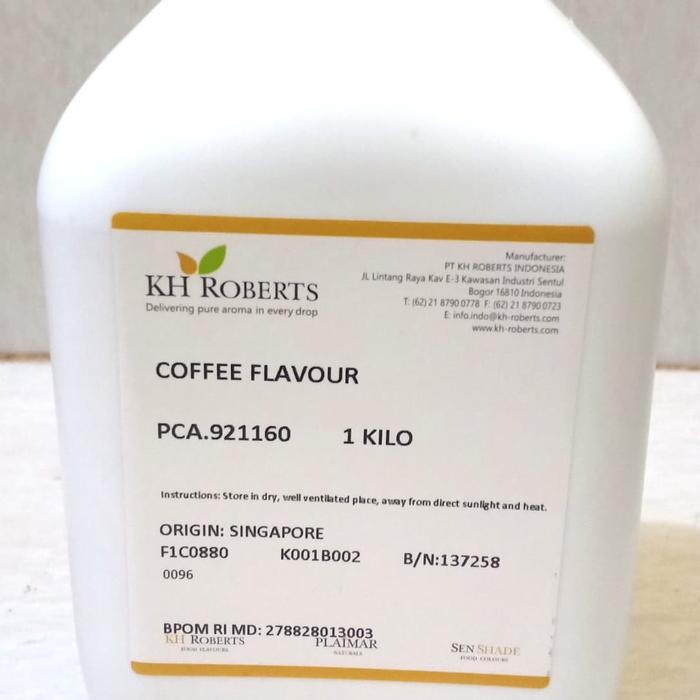 KH ROBERTS
Delivering pure aroma in every drop
Manufacturer:
PT KH ROBERTS INDONESIA
JL Lintang Raya Kav E-3 Kawasan Industri Sentul
Bogor 16810 Indonesia
T: (62) 21 8790 0778 F: (62) 21 8790 0723
E: info.indo@kh-roberts.com
www.kh-roberts.com
COFFEE FLAVOUR
PCA.921160 1 KILO
Instructions: Store in dry, well ventilated place, away from direct sunlight and heat.
ORIGIN: SINGAPORE
F1C0880 K001B002 B/N:137258
0096
BPOM RI MD: 278828013003
KH ROBERTS PLAIMAR SEN SHADE
FOOD FLAVOURS NATURALS FOOD COLOURS